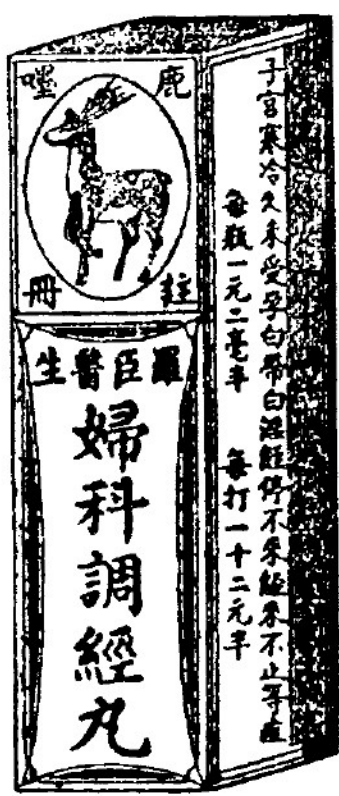 鹿嚜
註冊
羅臣醫生
婦科調經丸
子宮寒冷久未受孕白帶白淫經停不來經來不止等症
每瓶一元二毫半 每打一十二元半